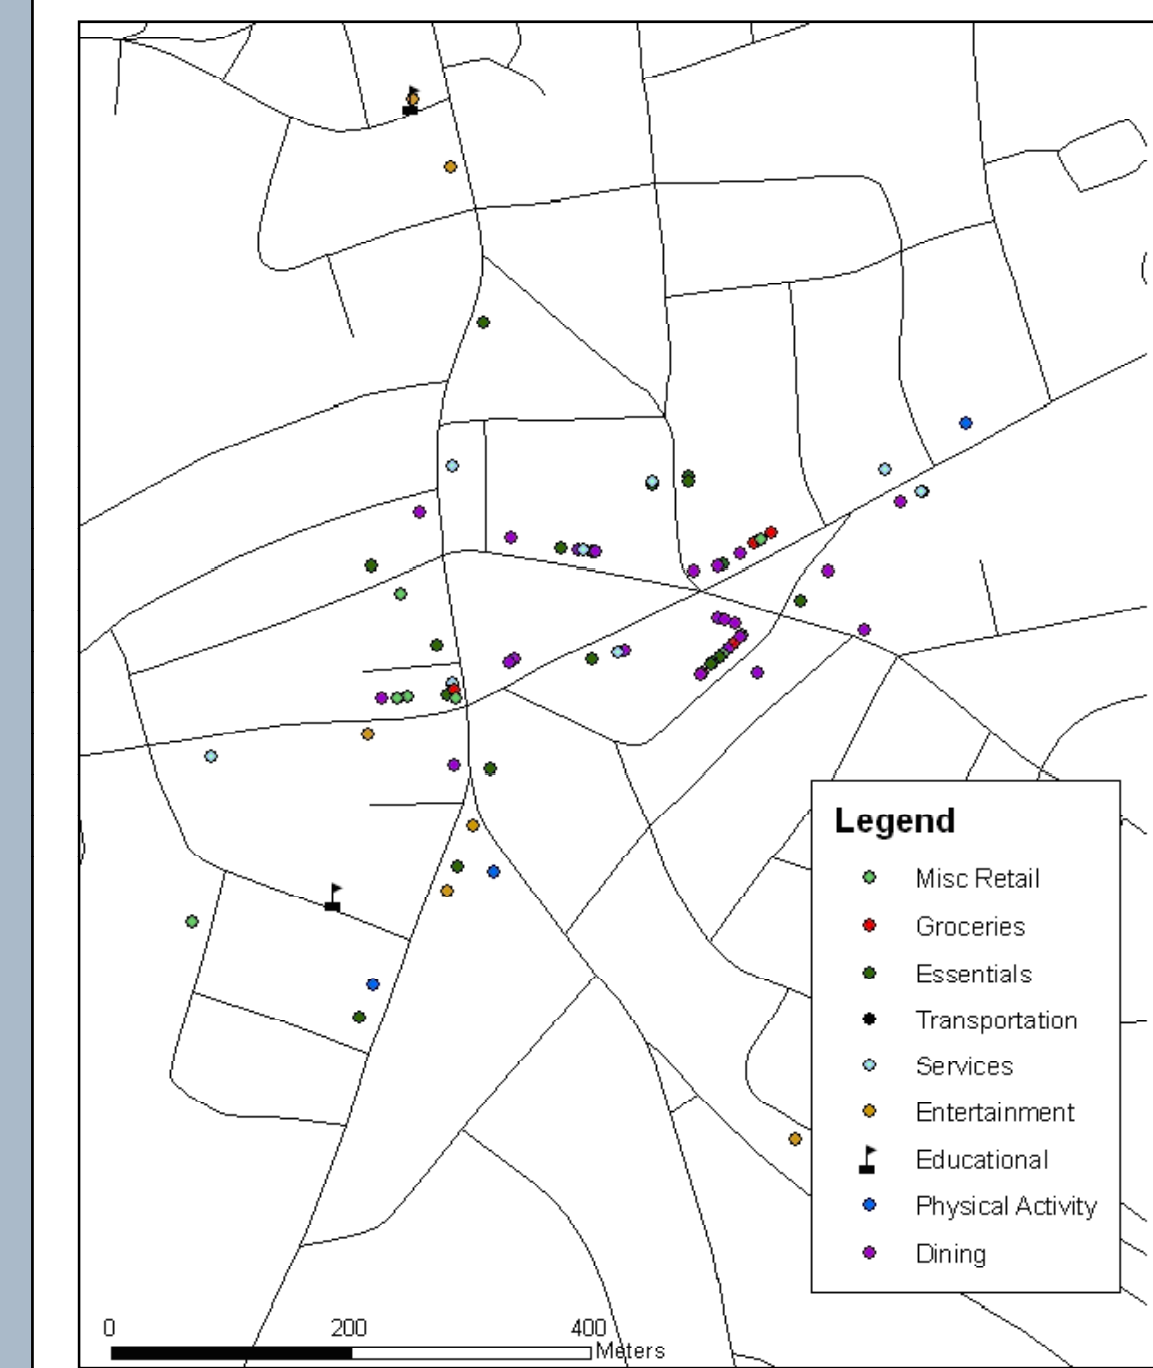 Legend
Misc Retail
Groceries
Essentials
Transportation
Services
Entertainment
Educational
Physical Activity
Dining
0 200 400
Meters